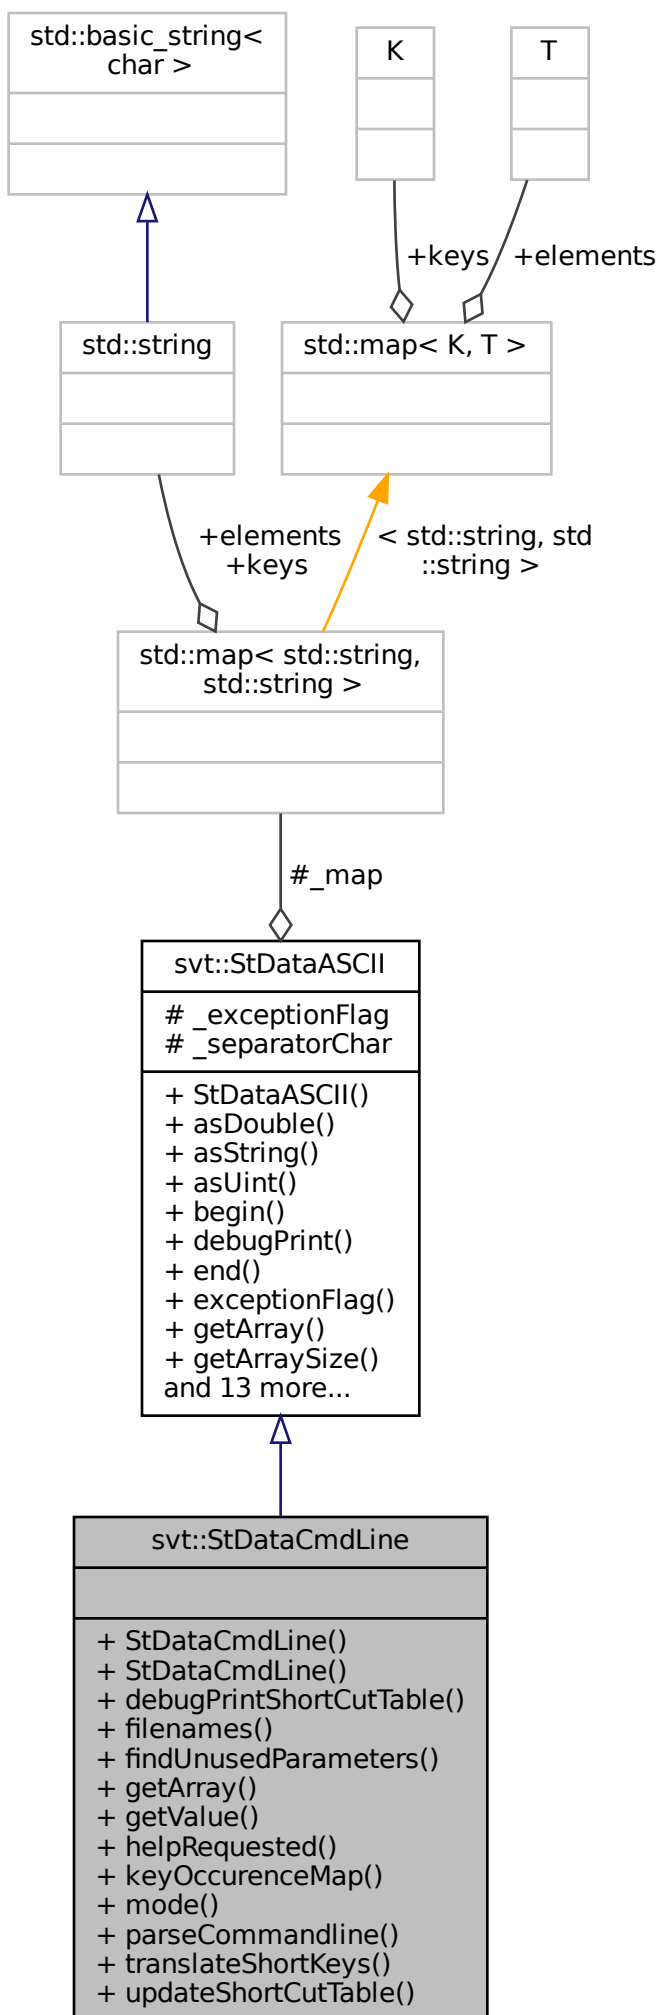 std::basic_string<
char >
K
T
+keys
+elements
std::string
std::map< K, T >
+elements
+keys
< std::string, std
::string >
std::map< std::string,
std::string >
#_map
svt::StDataASCII
# _exceptionFlag
# _separatorChar
+ StDataASCII()
+ asDouble()
+ asString()
+ asUint()
+ begin()
+ debugPrint()
+ end()
+ exceptionFlag()
+ getArray()
+ getArraySize()
and 13 more...
svt::StDataCmdLine
+ StDataCmdLine()
+ StDataCmdLine()
+ debugPrintShortCutTable()
+ filenames()
+ findUnusedParameters()
+ getArray()
+ getValue()
+ helpRequested()
+ keyOccurenceMap()
+ mode()
+ parseCommandline()
+ translateShortKeys()
+ updateShortCutTable()